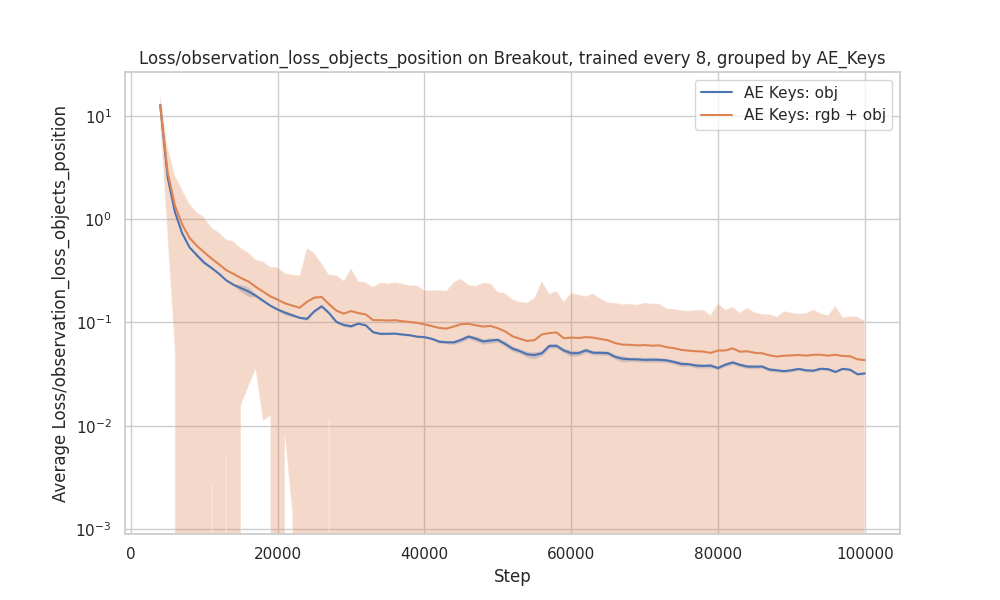 Loss/observation_loss_objects_position on Breakout, trained every 8, grouped by AE_Keys
AE Keys: obj
AE Keys: rgb + obj
Average Loss/observation_loss_objects_position
10¹
10⁰
10⁻¹
10⁻²
10⁻³
0
20000
40000
60000
80000
100000
Step